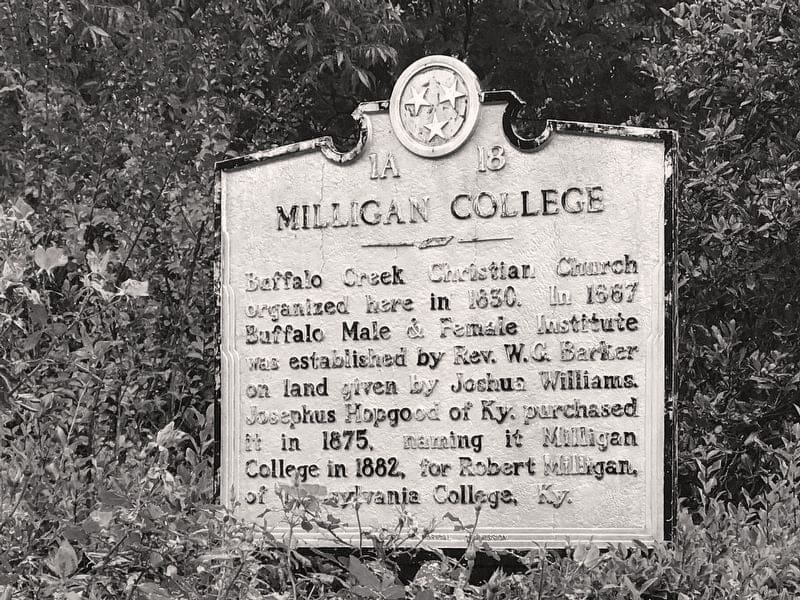 1A 18
MILLIGAN COLLEGE
Buffalo Creek Christian Church
organized here in 1830. In 1867
Buffalo Male & Female Institute
was established by Rev. W.G. Barker
on land given by Joshua Williams.
Josephus Hopgood of Ky. purchased
it in 1875, naming it Milligan
College in 1882, for Robert Milligan,
of College, Ky.